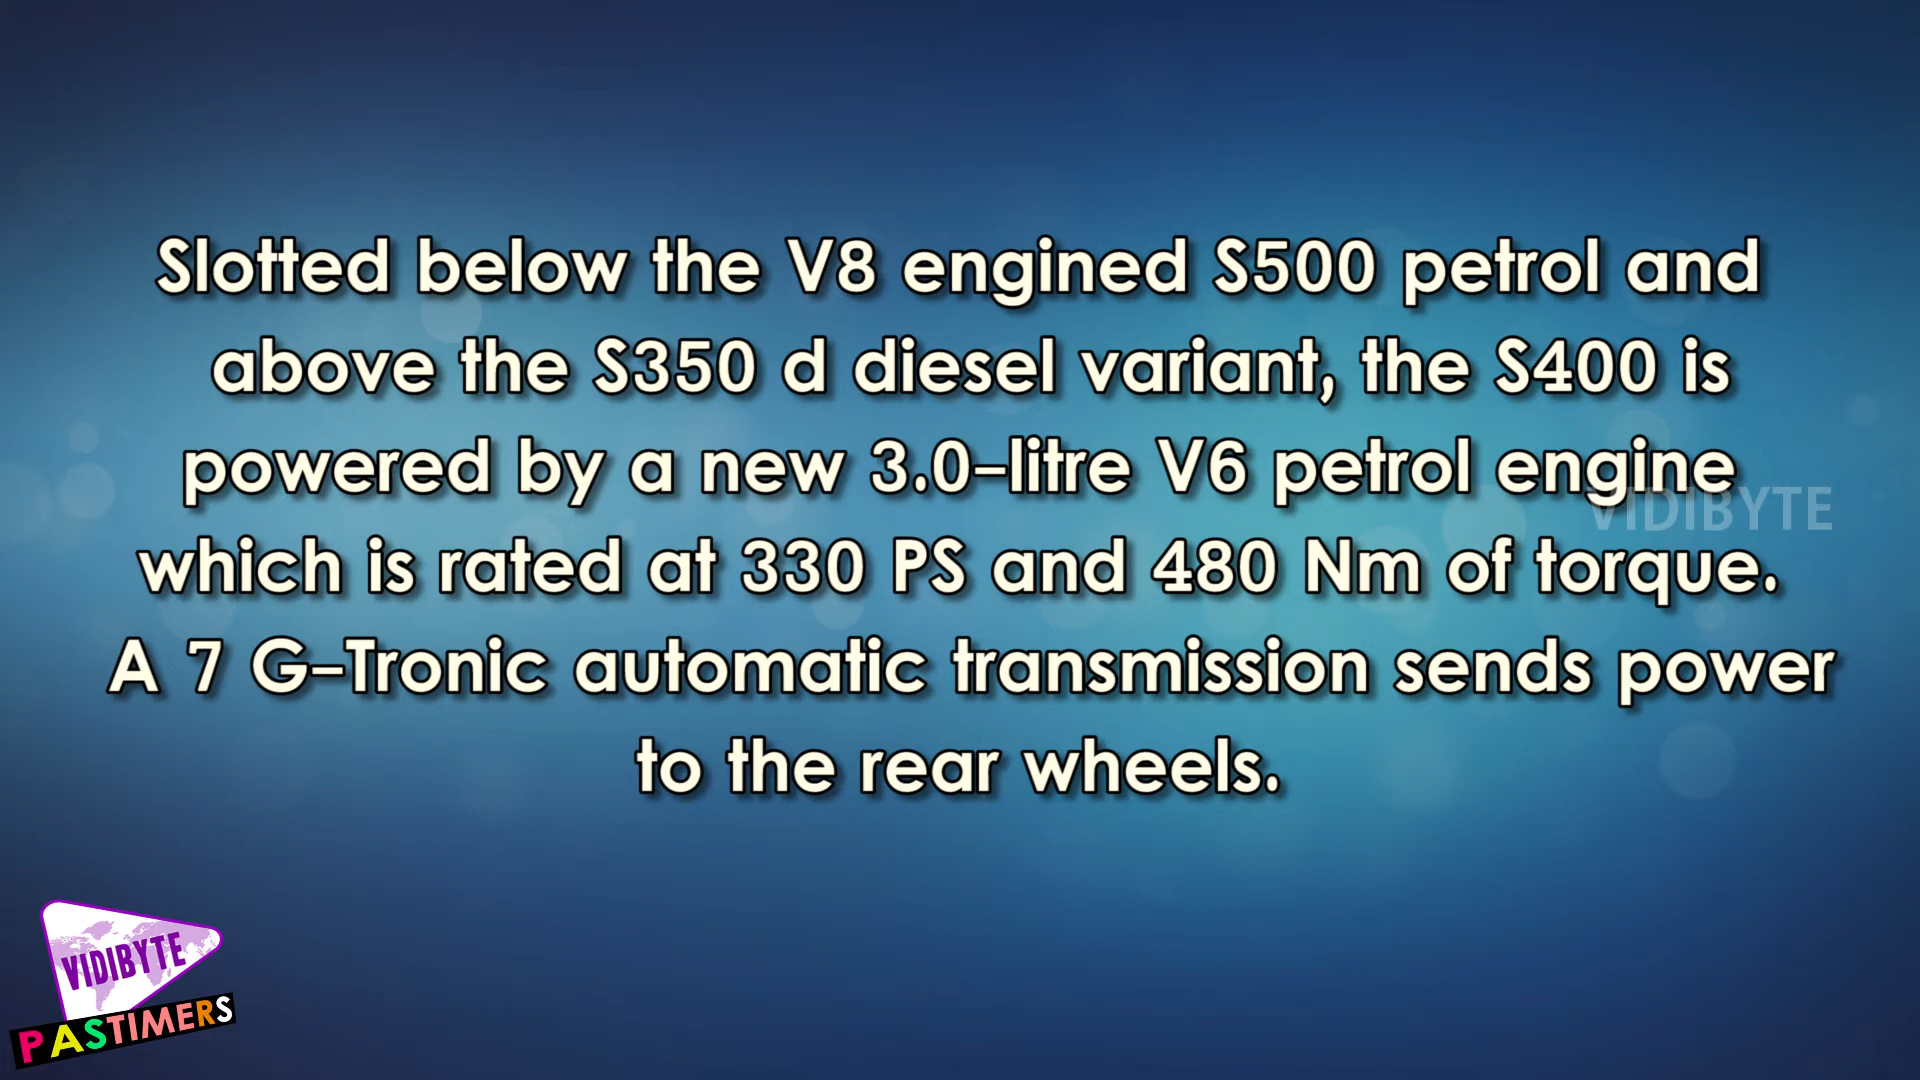 Slotted below the V8 engined S500 petrol and
above the S350 d diesel variant, the S400 is
powered by a new 3.0-litre V6 petrol engine
VIDIBYTE
which is rated at 330 PS and 480 Nm of torque.
A 7 G-Tronic automatic transmission sends power
to the rear wheels.
VIDIBYTE
PASTIMERS